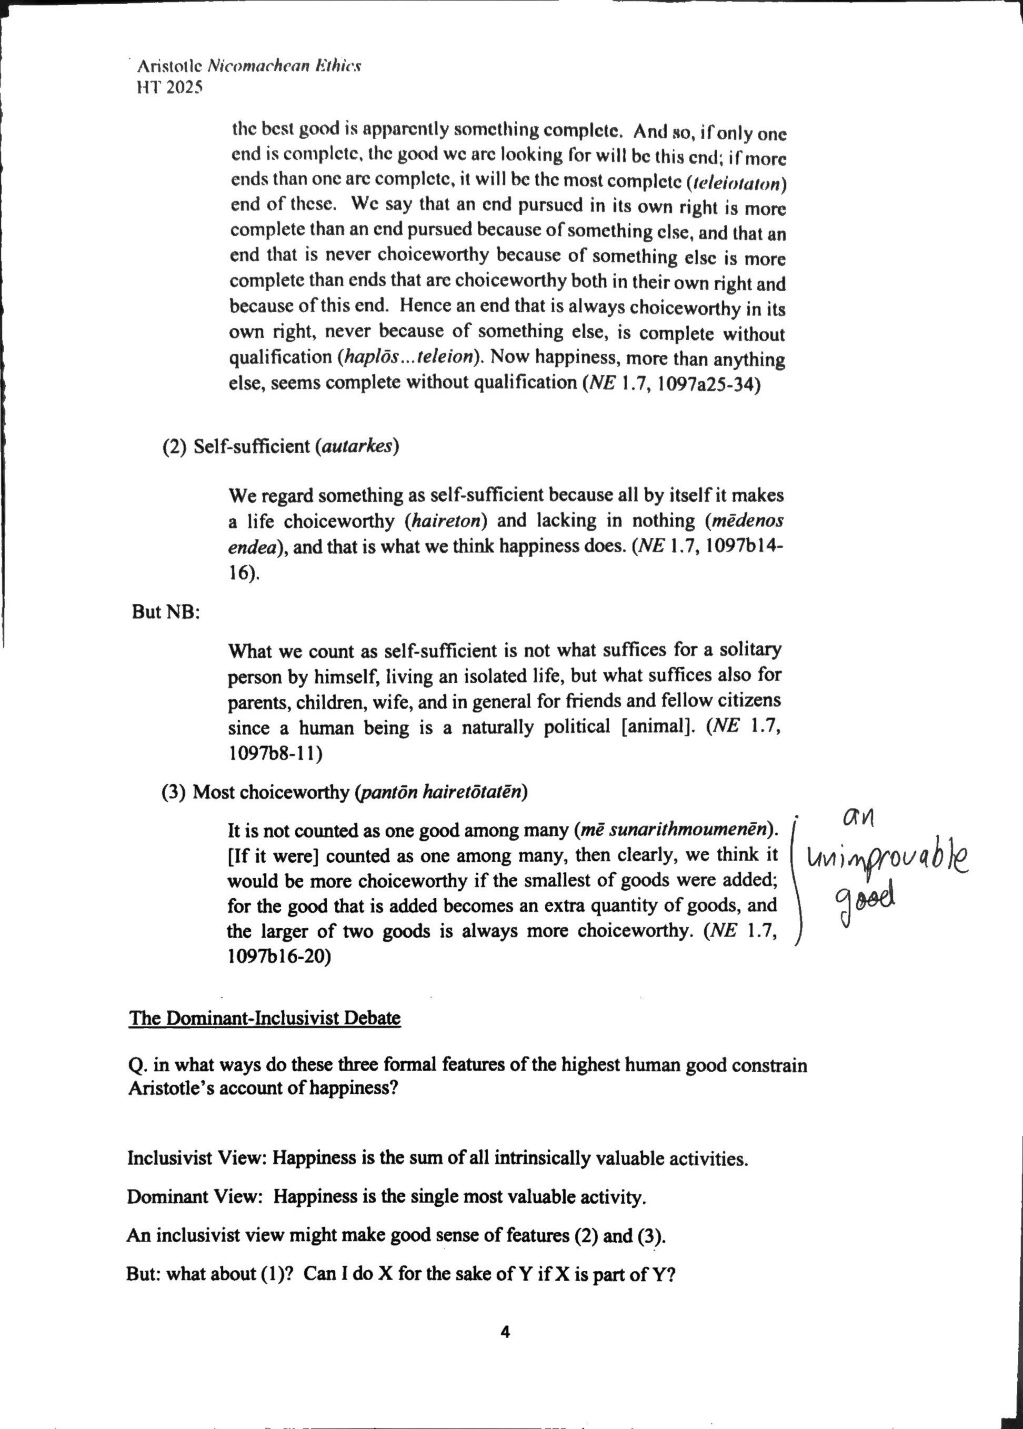 Aristotle Nicomachean Ethics
HT 2025
the best good is apparently something complete. And so, if only one
end is complete, the good we are looking for will be this end; if more
ends than one are complete, it will be the most complete (teleiotaton)
end of these. We say that an end pursued in its own right is more
complete than an end pursued because of something else, and that an
end that is never choiceworthy because of something else is more
complete than ends that are choiceworthy both in their own right and
because of this end. Hence an end that is always choiceworthy in its
own right, never because of something else, is complete without
qualification (haplōs...teleion). Now happiness, more than anything
else, seems complete without qualification (NE 1.7, 1097a25-34)
(2) Self-sufficient (autarkes)
We regard something as self-sufficient because all by itself it makes
a life choiceworthy (haireton) and lacking in nothing (mēdenos
endea), and that is what we think happiness does. (NE 1.7, 1097b14-
16).
But NB:
What we count as self-sufficient is not what suffices for a solitary
person by himself, living an isolated life, but what suffices also for
parents, children, wife, and in general for friends and fellow citizens
since a human being is a naturally political [animal]. (NE 1.7,
1097b8-11)
(3) Most choiceworthy (pantōn hairetōtatēn)
It is not counted as one good among many (mē sunarithmoumenēn).
[If it were] counted as one among many, then clearly, we think it
would be more choiceworthy if the smallest of goods were added;
for the good that is added becomes an extra quantity of goods, and
the larger of two goods is always more choiceworthy. (NE 1.7,
1097b16-20)
an
unimprovable
good
The Dominant-Inclusivist Debate
Q. in what ways do these three formal features of the highest human good constrain
Aristotle's account of happiness?
Inclusivist View: Happiness is the sum of all intrinsically valuable activities.
Dominant View: Happiness is the single most valuable activity.
An inclusivist view might make good sense of features (2) and (3).
But: what about (1)? Can I do X for the sake of Y if X is part of Y?
4